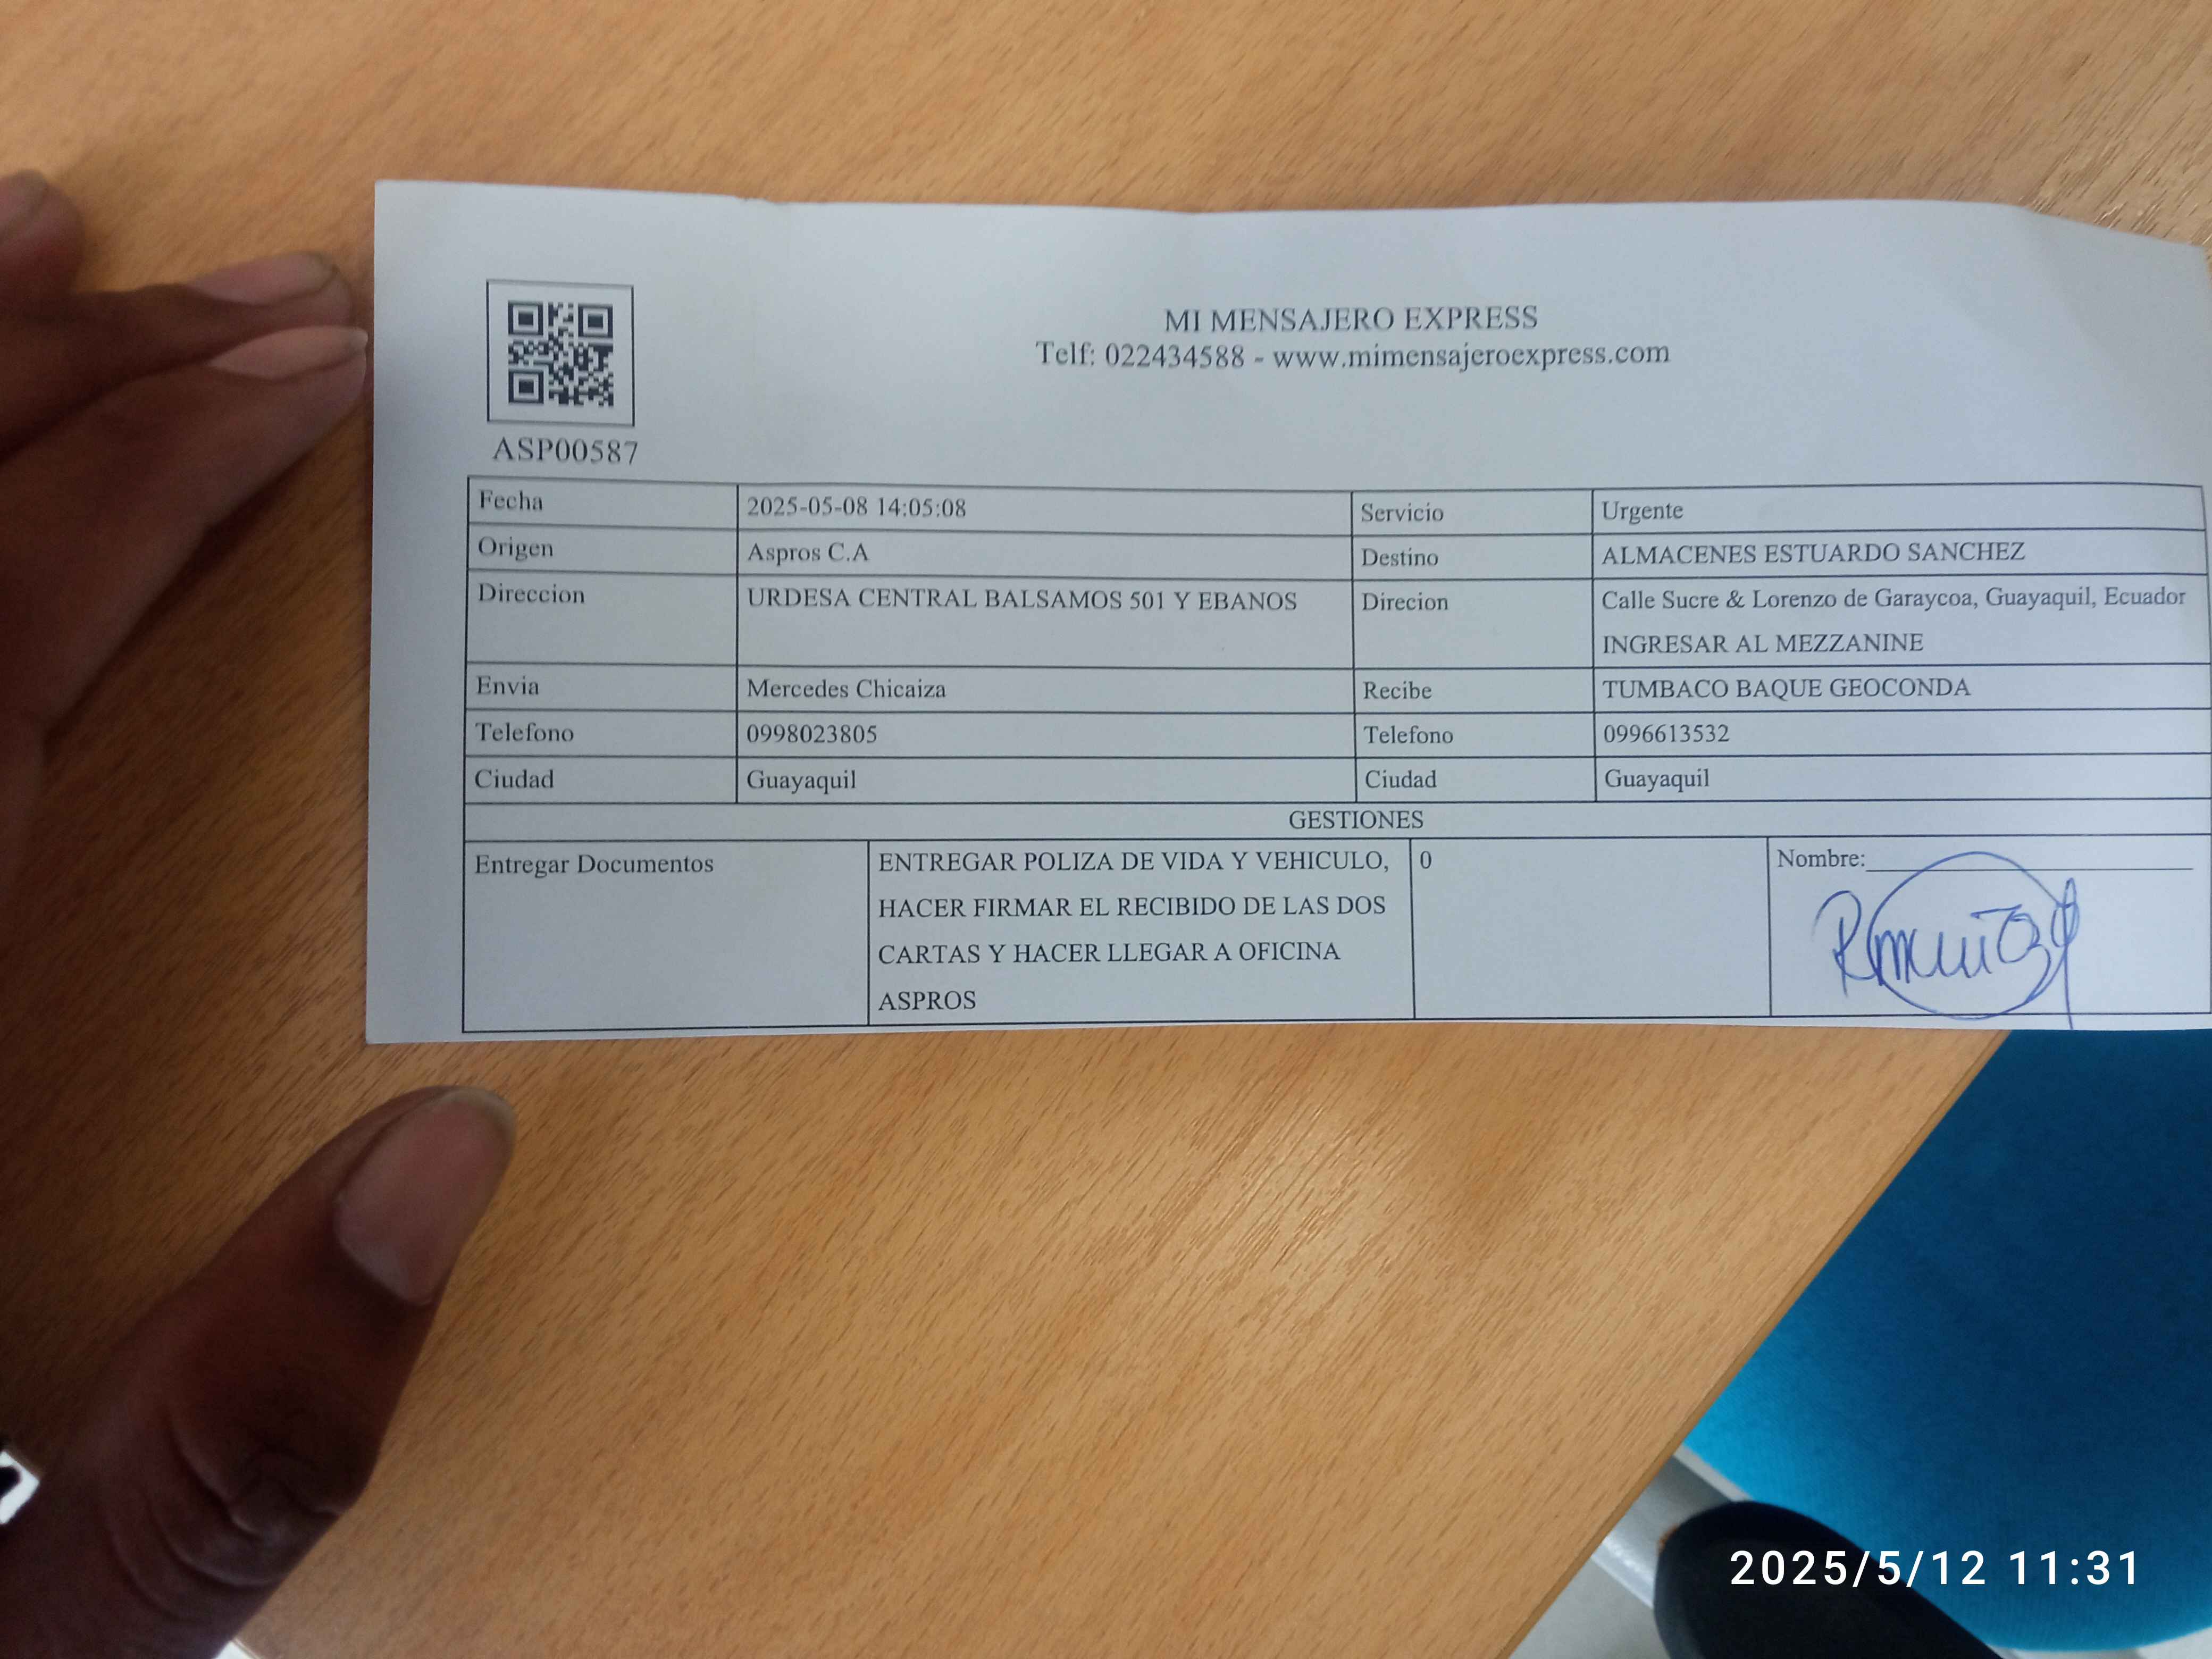 MI MENSAJERO EXPRESS
Telf: 022434588 - www.mimensajeroexpress.com
ASP00587
Fecha 2025-05-08 14:05:08 Servicio Urgente
Origen Aspros C.A Destino ALMACENES ESTUARDO SANCHEZ
Direccion URDESA CENTRAL BALSAMOS 501 Y EBANOS Direcion Calle Sucre & Lorenzo de Garaycoa, Guayaquil, Ecuador
INGRESAR AL MEZZANINE
Envia Mercedes Chicaiza Recibe TUMBACO BAQUE GEOCONDA
Telefono 0998023805 Telefono 0996613532
Ciudad Guayaquil Ciudad Guayaquil
GESTIONES
Entregar Documentos ENTREGAR POLIZA DE VIDA Y VEHICULO, 0 Nombre:
HACER FIRMAR EL RECIBIDO DE LAS DOS
CARTAS Y HACER LLEGAR A OFICINA
ASPROS
2025/5/12 11:31